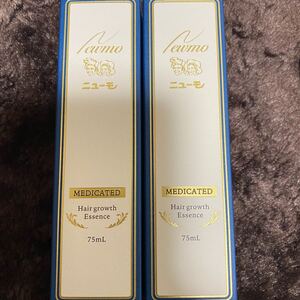 Newmo
ニューモ
MEDICATED
Hair growth
Essence
75mL
Newmo
ニューモ
MEDICATED
Hair growth
Essence
75mL